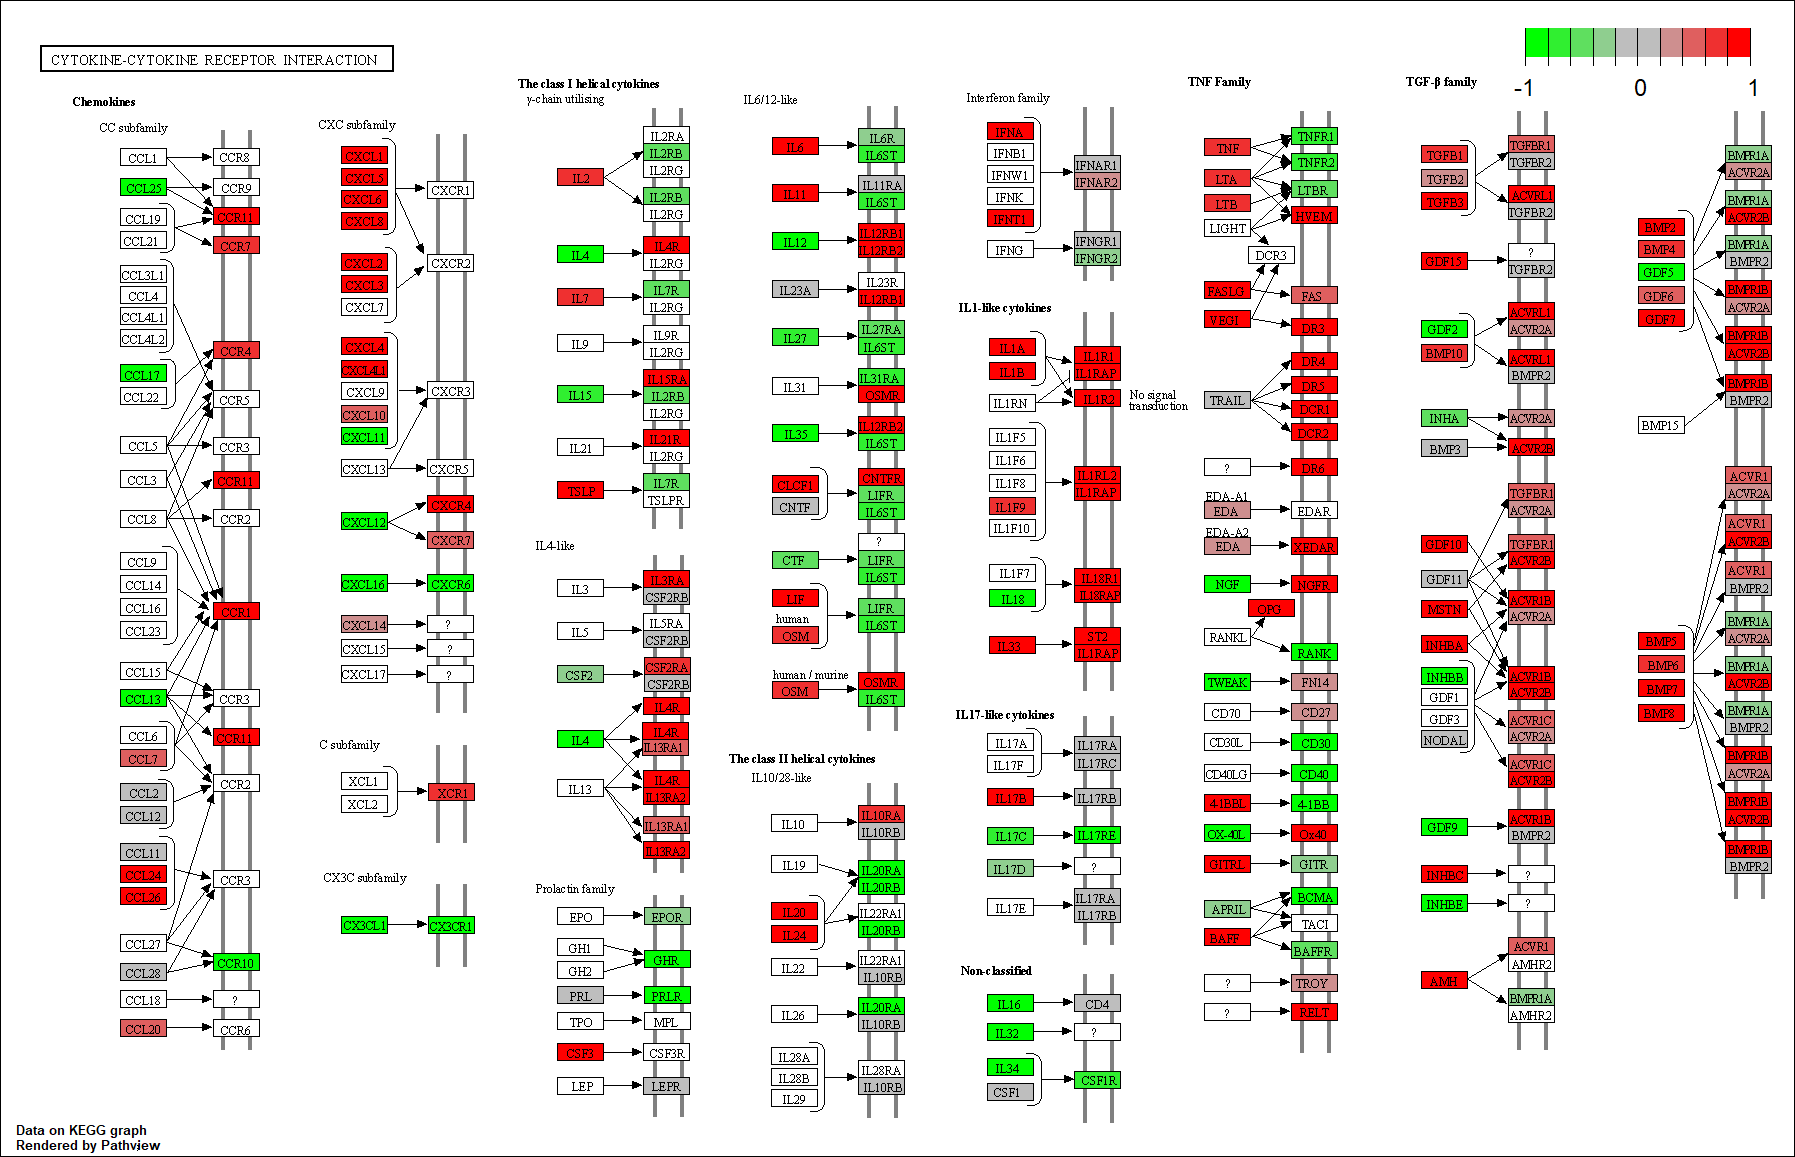 CYTOKINE-CYTOKINE RECEPTOR INTERACTION
-1
0
1
Chemokines
CC subfamily
CCL1
CCR8
CCL25
CCR9
CCL19
CCR11
CCL21
CCR7
CCL3L1
CCL4
CCL4L1
CCL4L2
CCR4
CCL17
CCL22
CCR5
CCL5
CCR3
CCL3
CCR11
CCL8
CCR2
CCL9
CCL14
CCL16
CCR1
CCL23
CCL15
CCL13
CCR3
CCL6
CCR11
CCL7
CCR2
CCL2
CCL12
CCL11
CCL24
CCR3
CCL26
CCL27
CCR10
CCL28
CCL18
?
CCL20
CCR6
CXC subfamily
CXCL1
CXCL5
CXCR1
CXCL6
CXCL8
CXCL2
CXCR2
CXCL3
CXCL7
CXCL4
CXCL4L1
CXCL9
CXCR3
CXCL10
CXCL11
CXCL13
CXCR5
CXCR4
CXCL12
CXCR7
CXCL16
CXCR6
CXCL14
?
CXCL15
?
CXCL17
?
C subfamily
XCL1
XCR1
XCL2
CX3C subfamily
CX3CL1
CX3CR1
The class I helical cytokines
γ-chain utilising
IL2RA
IL2RB
IL2RG
IL2
IL2RB
IL2RG
IL4
IL4R
IL2RG
IL7
IL7R
IL2RG
IL9
IL9R
IL2RG
IL15RA
IL15
IL2RB
IL2RG
IL21
IL21R
IL2RG
TSLP
IL7R
TSLPR
IL4-like
IL3
IL3RA
CSF2RB
IL5
IL5RA
CSF2RB
CSF2
CSF2RA
CSF2RB
IL4R
IL4
IL4R
IL13RA1
IL13
IL4R
IL13RA2
IL13RA1
IL13RA2
Prolactin family
EPO
EPOR
GH1
GHR
GH2
PRL
PRLR
TPO
MPL
CSF3
CSF3R
LEP
LEPR
IL6/12-like
IL6
IL6R
IL6ST
IL11
IL11RA
IL6ST
IL12
IL12RB1
IL12RB2
IL23A
IL23R
IL12RB1
IL27
IL27RA
IL6ST
IL31
IL31RA
OSMR
IL35
IL12RB2
IL6ST
CLCF1
CNTFR
CNTF
LIFR
IL6ST
?
CTF
LIFR
IL6ST
LIF
LIFR
human
OSM
IL6ST
human / murine
OSM
OSMR
IL6ST
The class II helical cytokines
IL10/28-like
IL10
IL10RA
IL10RB
IL19
IL20RA
IL20RB
IL20
IL22RA1
IL24
IL20RB
IL22
IL22RA1
IL10RB
IL26
IL20RA
IL10RB
IL28A
IL28B
IL28RA
IL10RB
IL29
Interferon family
IFNA
IFNB1
IFNW1
IFNAR1
IFNAR2
IFNK
IFNT1
IFNG
IFNGR1
IFNGR2
IL1-like cytokines
IL1A
IL1R1
IL1B
IL1RAP
IL1RN
IL1R2
No signal
transduction
IL1F5
IL1F6
IL1F8
IL1RL2
IL1RAP
IL1F9
IL1F10
IL1F7
IL18R1
IL18
IL18RAP
IL33
ST2
IL1RAP
IL17-like cytokines
IL17A
IL17RA
IL17F
IL17RC
IL17B
IL17RB
IL17C
IL17RE
IL17D
?
IL17E
IL17RA
IL17RB
Non-classified
IL16
CD4
IL32
?
IL34
CSF1R
CSF1
TNF Family
TNF
TNFR1
TNFR2
LTA
LTBR
LTB
HVEM
LIGHT
DCR3
FASLG
FAS
VEGI
DR3
DR4
DR5
TRAIL
DCR1
DCR2
?
DR6
EDA-A1
EDA
EDAR
EDA-A2
EDA
XEDAR
NGF
NGFR
OPG
RANKL
RANK
TWEAK
FN14
CD70
CD27
CD30L
CD30
CD40LG
CD40
4-1BBL
4-1BB
OX-40L
Ox40
GITRL
GITR
BCMA
APRIL
TACI
BAFF
BAFFR
?
TROY
?
RELT
TGF-β family
TGFB1
TGFBR1
TGFBR2
TGFB2
ACVRL1
TGFB3
TGFBR2
?
GDF15
TGFBR2
GDF2
ACVRL1
ACVR2A
BMP10
ACVRL1
BMPR2
INHA
ACVR2A
BMP3
ACVR2B
TGFBR1
ACVR2A
GDF10
TGFBR1
ACVR2B
GDF11
ACVR1B
MSTN
ACVR2A
INHBA
INHBB
ACVR1B
ACVR2B
GDF1
GDF3
ACVR1C
ACVR2A
NODAL
ACVR1C
ACVR2B
GDF9
ACVR1B
BMPR2
INHBC
?
INHBE
?
ACVR1
AMHR2
AMH
BMPR1A
AMHR2
BMPR1A
ACVR2A
BMPR1A
ACVR2B
BMP2
BMP4
BMPR1A
BMPR2
GDF5
GDF6
BMPR1B
ACVR2A
GDF7
BMPR1B
ACVR2B
BMPR1B
BMPR2
BMP15
ACVR1
ACVR2A
ACVR1
ACVR2B
ACVR1
BMPR2
BMPR1A
ACVR2A
BMP5
BMP6
BMPR1A
ACVR2B
BMP7
BMP8
BMPR1A
BMPR2
BMPR1B
ACVR2A
BMPR1B
ACVR2B
BMPR1B
BMPR2
Data on KEGG graph
Rendered by Pathview